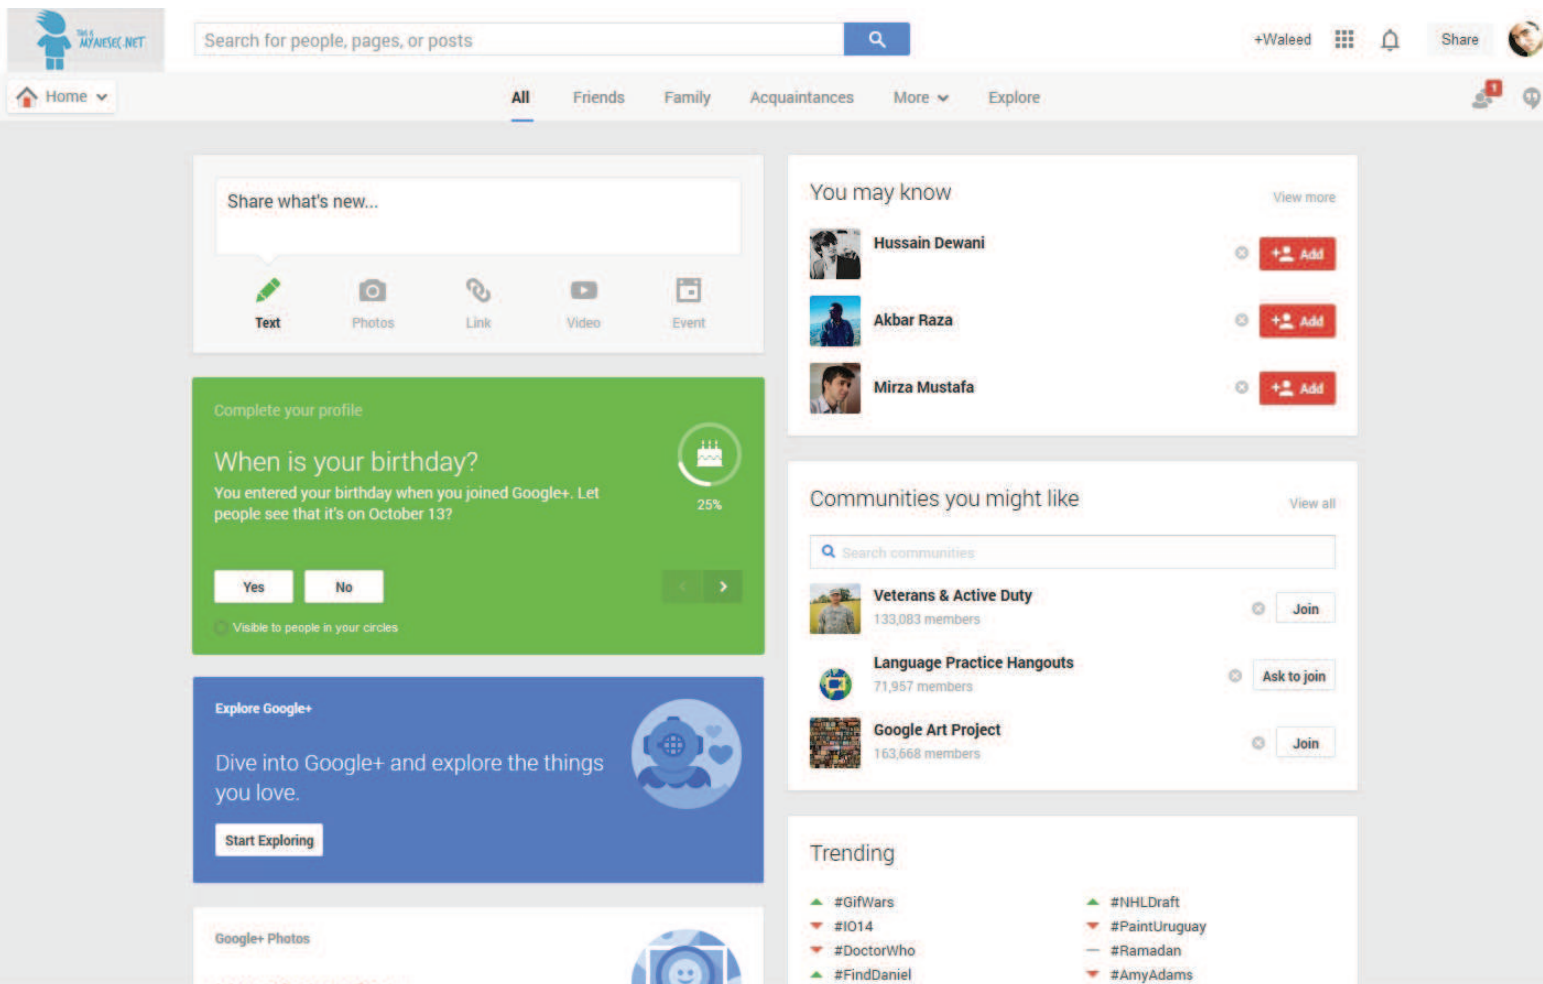 This is
MYAIESEC.NET
Search for people, pages, or posts
+Waleed
Share
Home
All
Friends
Family
Acquaintances
More
Explore
1
Share what's new...
Text
Photos
Link
Video
Event
Complete your profile
When is your birthday?
You entered your birthday when you joined Google+. Let
people see that it's on October 13?
25%
Yes
No
Visible to people in your circles
Explore Google+
Dive into Google+ and explore the things
you love.
Start Exploring
Google+ Photos
You may know
View more
Hussain Dewani
Add
Akbar Raza
Add
Mirza Mustafa
Add
Communities you might like
View all
Search communities
Veterans & Active Duty
133,083 members
Join
Language Practice Hangouts
71,957 members
Ask to join
Google Art Project
163,668 members
Join
Trending
#GifWars
#IO14
#DoctorWho
#FindDaniel
#NHLDraft
#PaintUruguay
#Ramadan
#AmyAdams